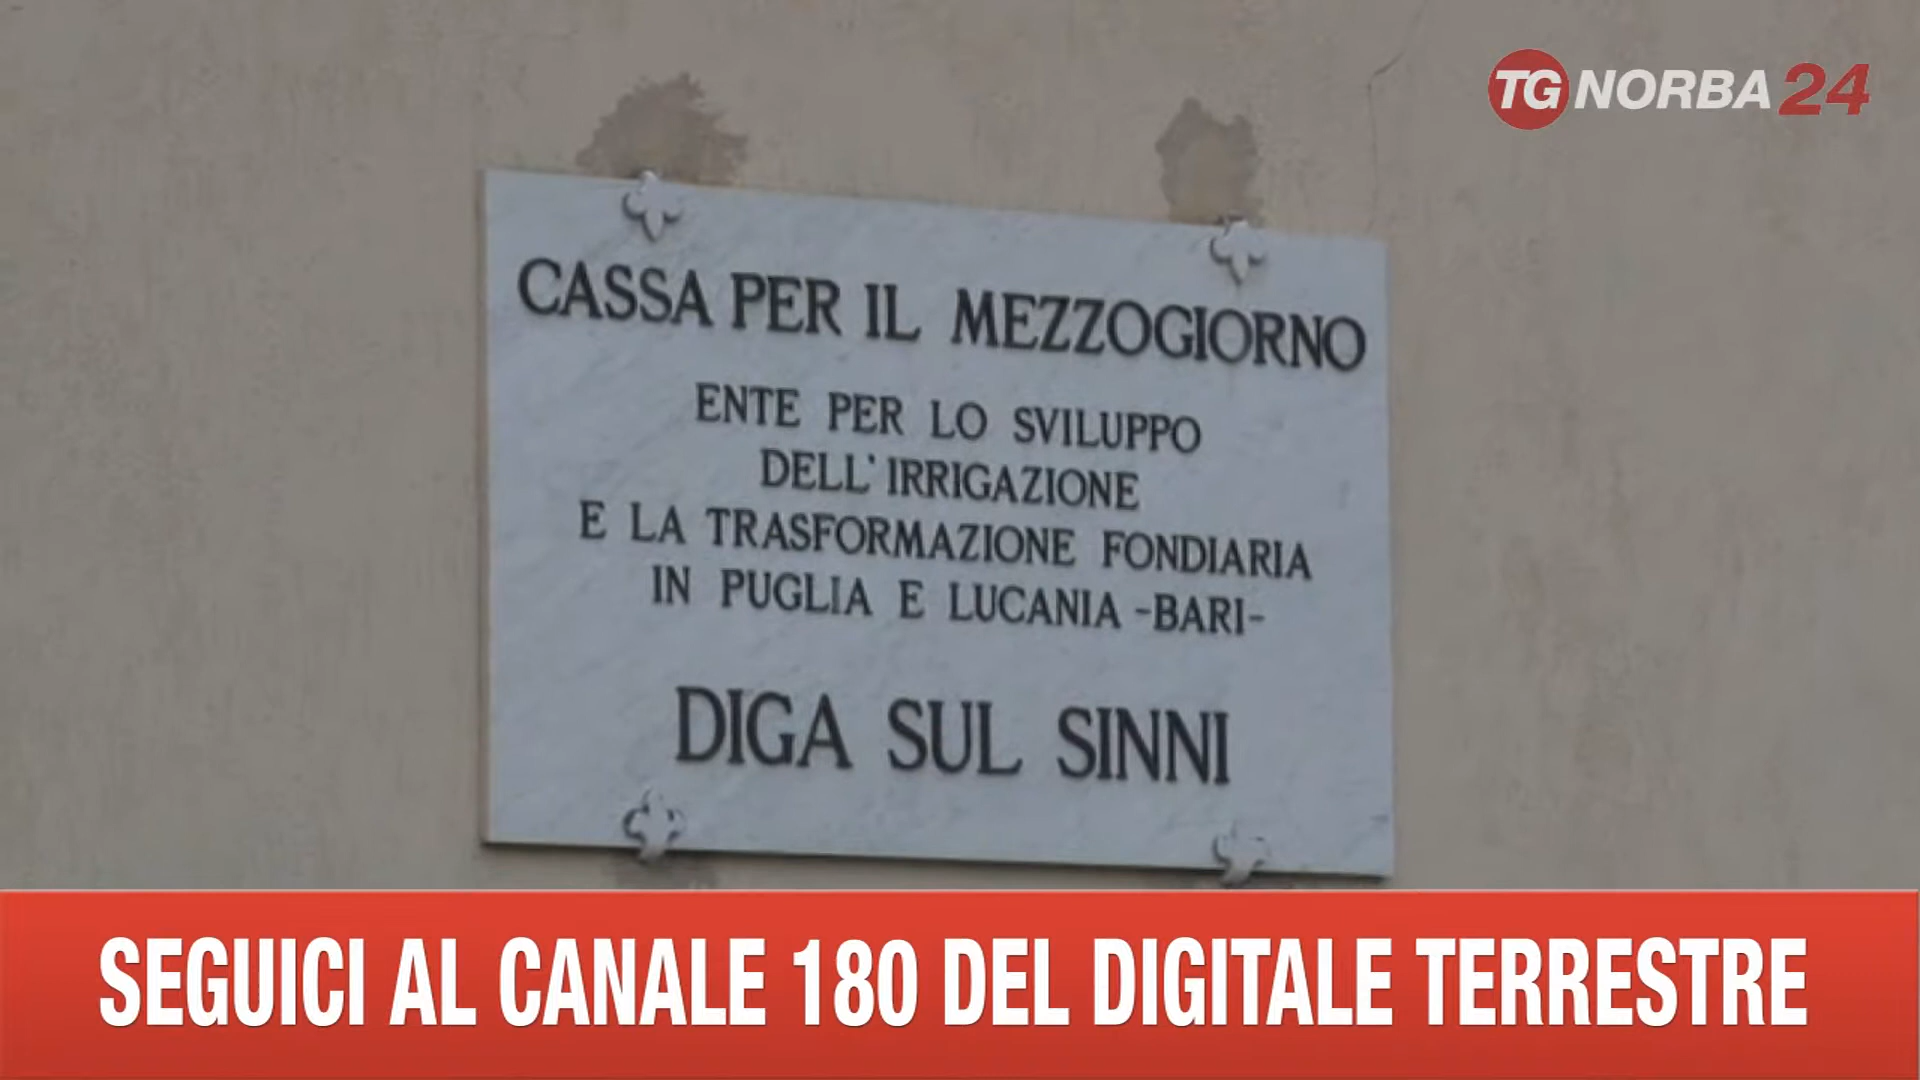 TG NORBA 24
CASSA PER IL MEZZOGIORNO
ENTE PER LO SVILUPPO
DELL'IRRIGAZIONE
E LA TRASFORMAZIONE FONDIARIA
IN PUGLIA E LUCANIA -BARI-
DIGA SUL SINNI
SEGUICI AL CANALE 180 DEL DIGITALE TERRESTRE